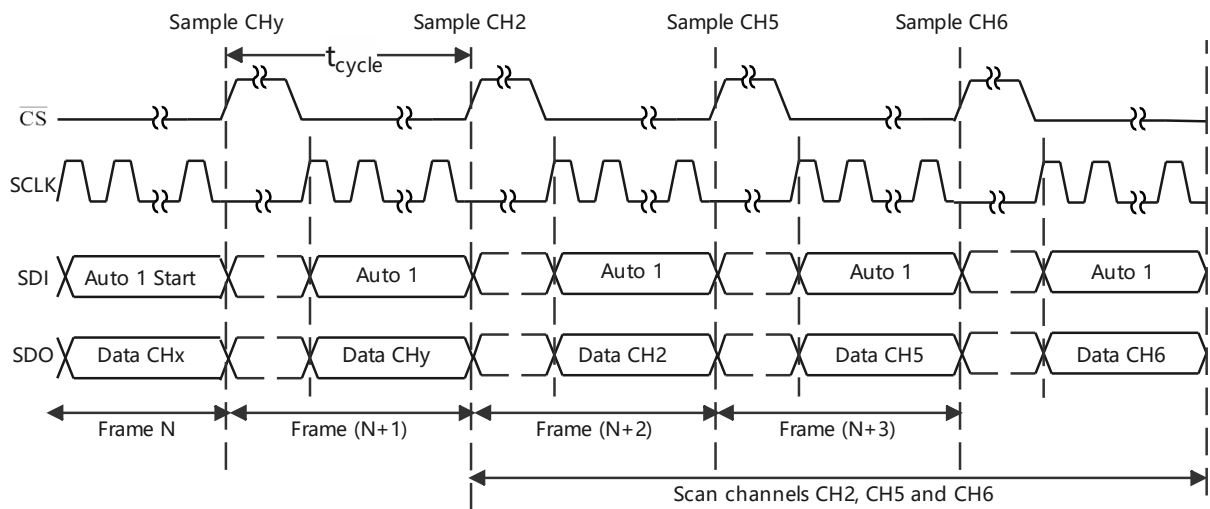 Sample CHy Sample CH2 Sample CH5 Sample CH6
tcycle
CS
SCLK
SDI Auto 1 Start Auto 1 Auto 1 Auto 1 Auto 1
SDO Data CHx Data CHy Data CH2 Data CH5 Data CH6
Frame N Frame (N+1) Frame (N+2) Frame (N+3)
Scan channels CH2, CH5 and CH6